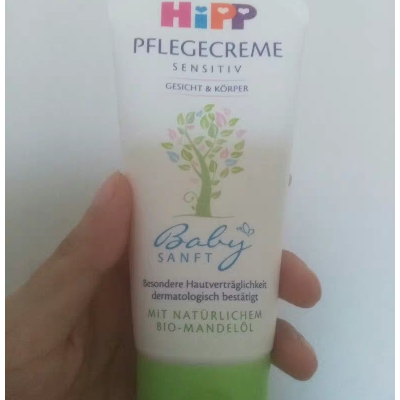 HiPP
PFLEGECREME
SENSITIV
GESICHT & KÖRPER
Baby
SANFT
Besondere Hautverträglichkeit
dermatologisch bestätigt
MIT NATÜRLICHEM
BIO-MANDELÖL